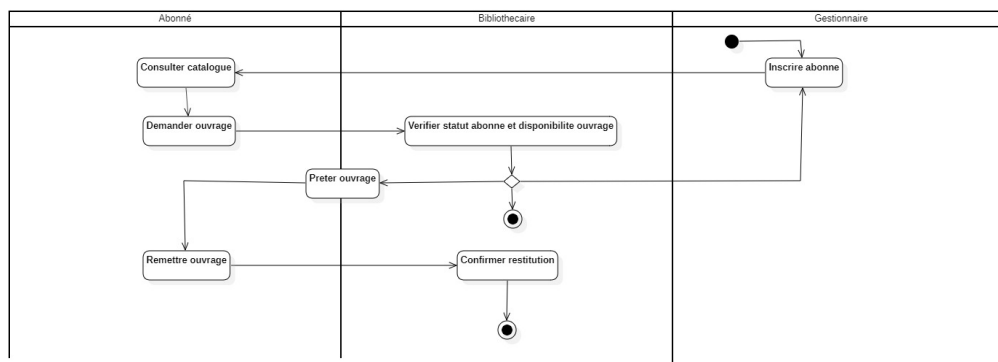 Abonné
Bibliothecaire
Gestionnaire
Consulter catalogue
Inscrire abonne
Demander ouvrage
Verifier statut abonne et disponibilite ouvrage
Preter ouvrage
Remettre ouvrage
Confirmer restitution